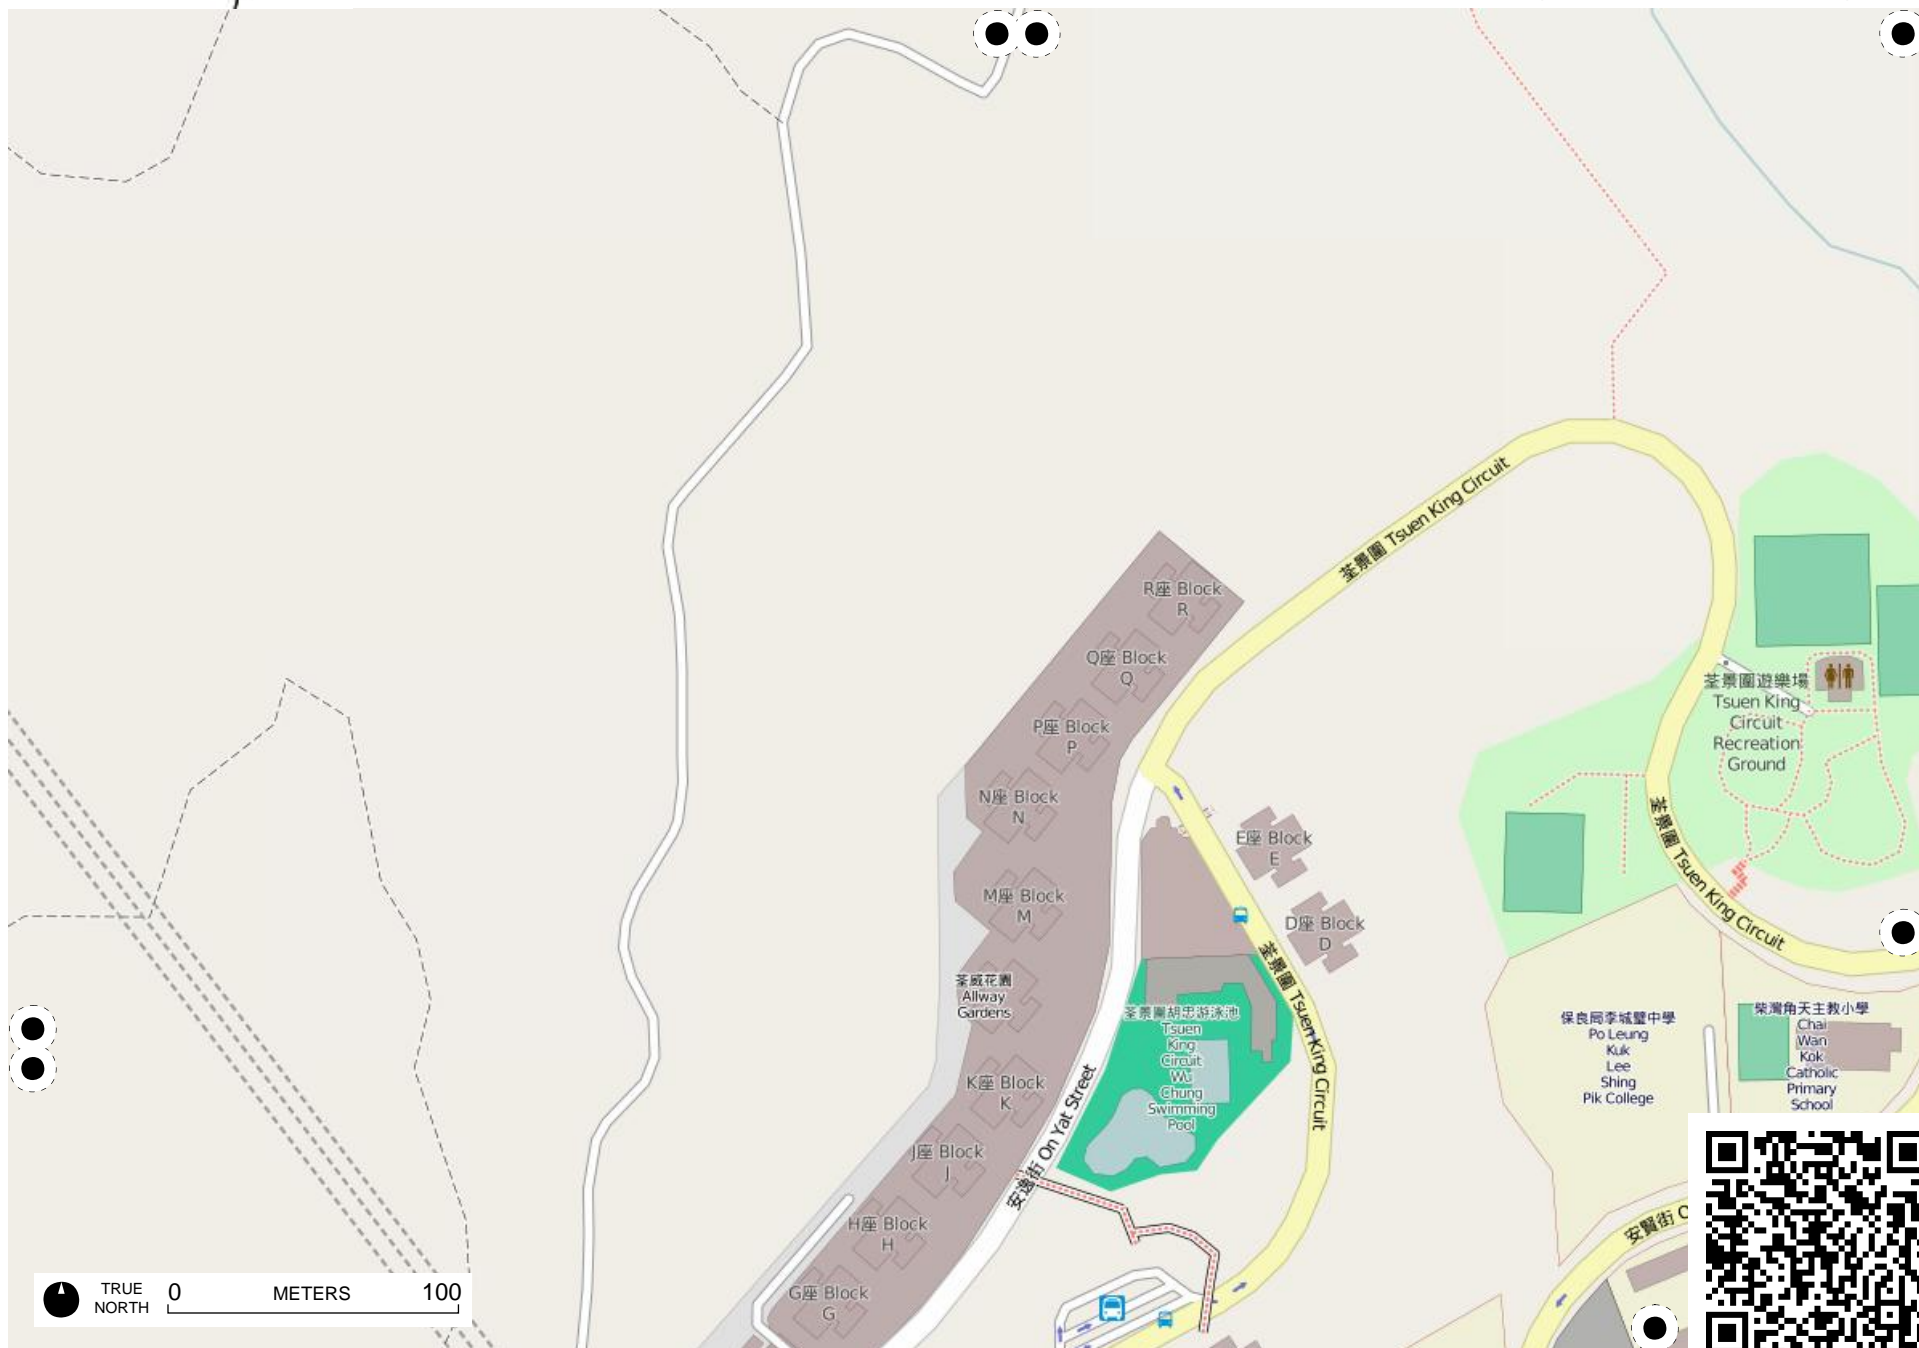 荃景圍 Tsuen King Circuit
R座 Block
R
Q座 Block
Q
P座 Block
P
N座 Block
N
M座 Block
M
荃威花園
Allway
Gardens
K座 Block
K
J座 Block
J
H座 Block
H
G座 Block
G
E座 Block
E
D座 Block
D
荃景圍遊樂場
Tsuen King
Circuit
Recreation
Ground
荃景圍 Tsuen King Circuit
荃景圍 Tsuen King Circuit
荃景圍胡忠游泳池
Tsuen
King
Circuit
Wu
Chung
Swimming
Pool
安逸街 On Yat Street
保良局李城璧中學
Po Leung
Kuk
Lee
Shing
Pik College
柴灣角天主教小學
Chai
Wan
Kok
Catholic
Primary
School
安賢街
TRUE
NORTH
0 METERS 100